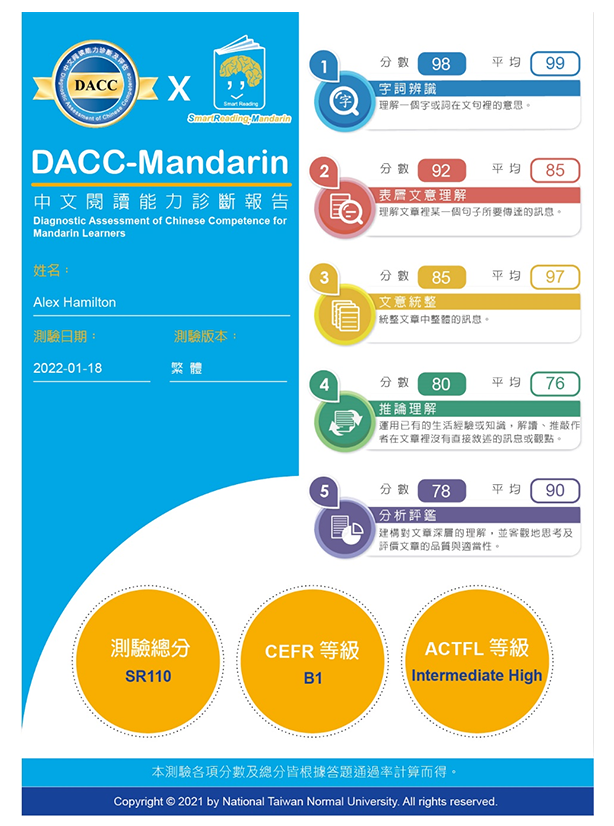 中文閱讀能力診斷及評估
DACC
Diagnostic Assessment of Chinese Competence
X
Smart Reading
SmartReading-Mandarin
DACC-Mandarin
中文閱讀能力診斷報告
Diagnostic Assessment of Chinese Competence for
Mandarin Learners
姓名：
Alex Hamilton
測驗日期： 測驗版本：
2022-01-18 繁體
1 分數 98 平均 99
字
字詞辨識
理解一個字或詞在文句裡的意思。
2 分數 92 平均 85
表層文意理解
理解文章裡某一個句子所要傳達的訊息。
3 分數 85 平均 97
文意統整
統整文章中整體的訊息。
4 分數 80 平均 76
推論理解
運用已有的生活經驗或知識，解讀、推敲作
者在文章裡沒有直接敘述的訊息或觀點。
5 分數 78 平均 90
分析評鑑
建構對文章深層的理解，並客觀地思考及
評價文章的品質與適當性。
測驗總分
SR110
CEFR 等級
B1
ACTFL 等級
Intermediate High
本測驗各項分數及總分皆根據答題通過率計算而得。
Copyright © 2021 by National Taiwan Normal University. All rights reserved.